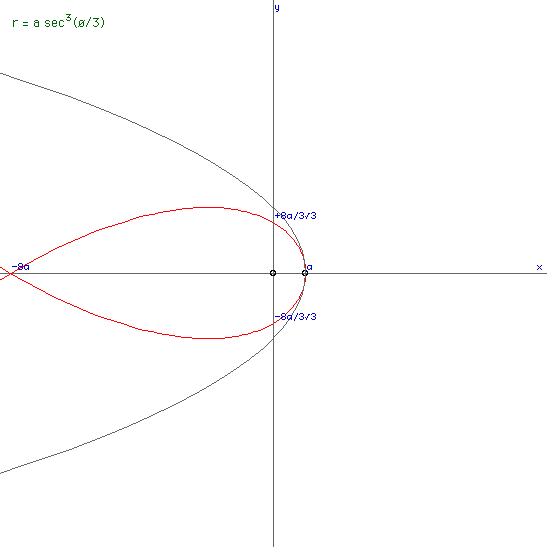 y
r = a sec³(ø/3)
+8a/3√3
-8a
a
x
-8a/3√3